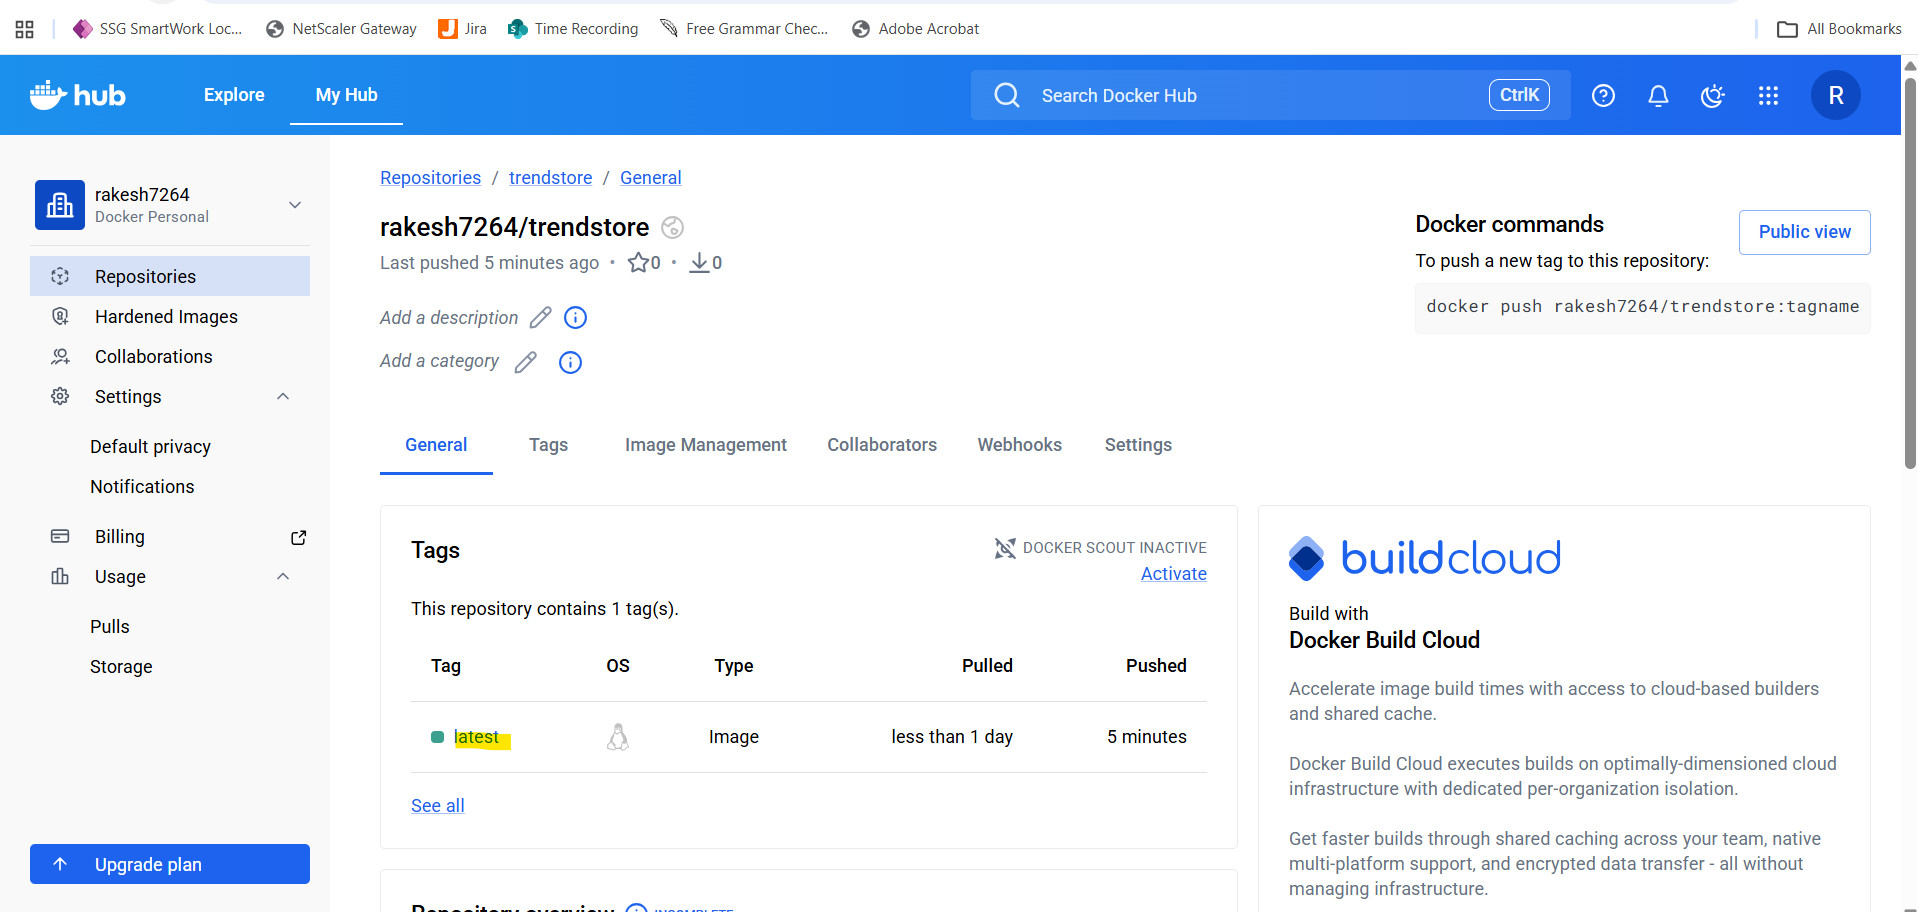 SSG SmartWork Loc...
NetScaler Gateway
Jira
Time Recording
Free Grammar Chec...
Adobe Acrobat
All Bookmarks
hub
Explore
My Hub
Search Docker Hub
CtrlK
R
rakesh7264
Docker Personal
Repositories
Hardened Images
Collaborations
Settings
Default privacy
Notifications
Billing
Usage
Pulls
Storage
Upgrade plan
Repositories / trendstore / General
rakesh7264/trendstore
Last pushed 5 minutes ago • 0 • 0
Add a description
Add a category
Docker commands
Public view
To push a new tag to this repository:
docker push rakesh7264/trendstore:tagname
General
Tags
Image Management
Collaborators
Webhooks
Settings
Tags
DOCKER SCOUT INACTIVE
Activate
This repository contains 1 tag(s).
Tag OS Type Pulled Pushed
latest Image less than 1 day 5 minutes
See all
Repository overview INCOMPLETE
buildcloud
Build with
Docker Build Cloud
Accelerate image build times with access to cloud-based builders
and shared cache.
Docker Build Cloud executes builds on optimally-dimensioned cloud
infrastructure with dedicated per-organization isolation.
Get faster builds through shared caching across your team, native
multi-platform support, and encrypted data transfer - all without
managing infrastructure.